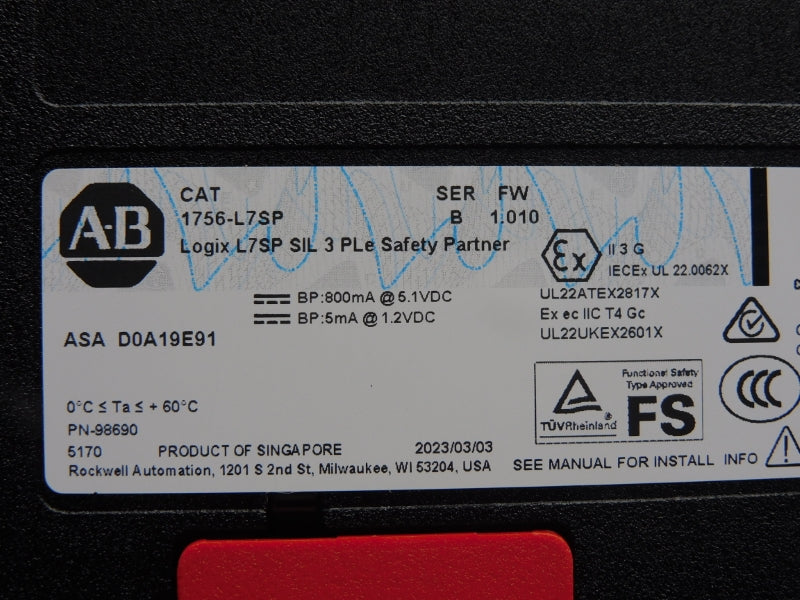 A-B
CAT SER FW
1756-L7SP B 1.010
Logix L7SP SIL 3 PLe Safety Partner
Ex II 3 G
IECEx UL 22.0062X
BP:800mA @ 5.1VDC
BP:5mA @ 1.2VDC
UL22ATEX2817X
Ex ec IIC T4 Gc
UL22UKEX2601X
ASA D0A19E91
0°C ≤ Ta ≤ + 60°C
PN-98690
5170 PRODUCT OF SINGAPORE 2023/03/03
Rockwell Automation, 1201 S 2nd St, Milwaukee, WI 53204, USA
TÜVRheinland®
Functional Safety
Type Approved
FS
CCC
SEE MANUAL FOR INSTALL INFO